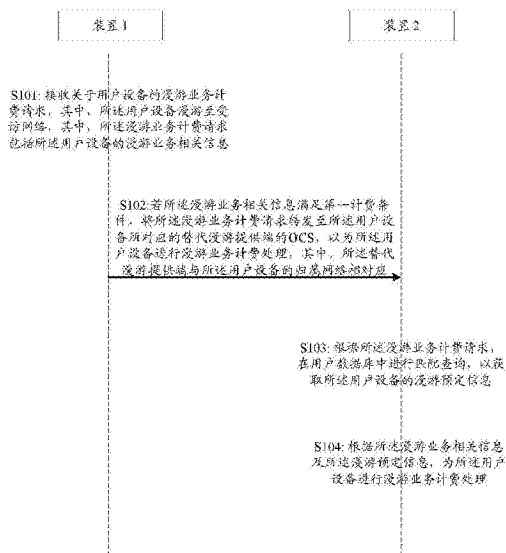 装置1
装置2
S101: 接收关于用户设备的漫游业务计
费请求，其中，所述用户设备漫游至受
访网络，其中，所述漫游业务计费请求
包括所述用户设备的漫游业务相关信息
S102:若所述漫游业务相关信息满足第一计费条
件，将所述漫游业务计费请求转发至所述用户设
备所对应的替代漫游提供端的OCS，以为所述用
户设备进行漫游业务计费处理，其中，所述替代
漫游提供端与所述用户设备的归属网络相对应
S103: 根据所述漫游业务计费请求，
在用户数据库中进行匹配查询，以获
取所述用户设备的漫游预定信息
S104: 根据所述漫游业务相关信息
及所述漫游预定信息，为所述用户
设备进行漫游业务计费处理